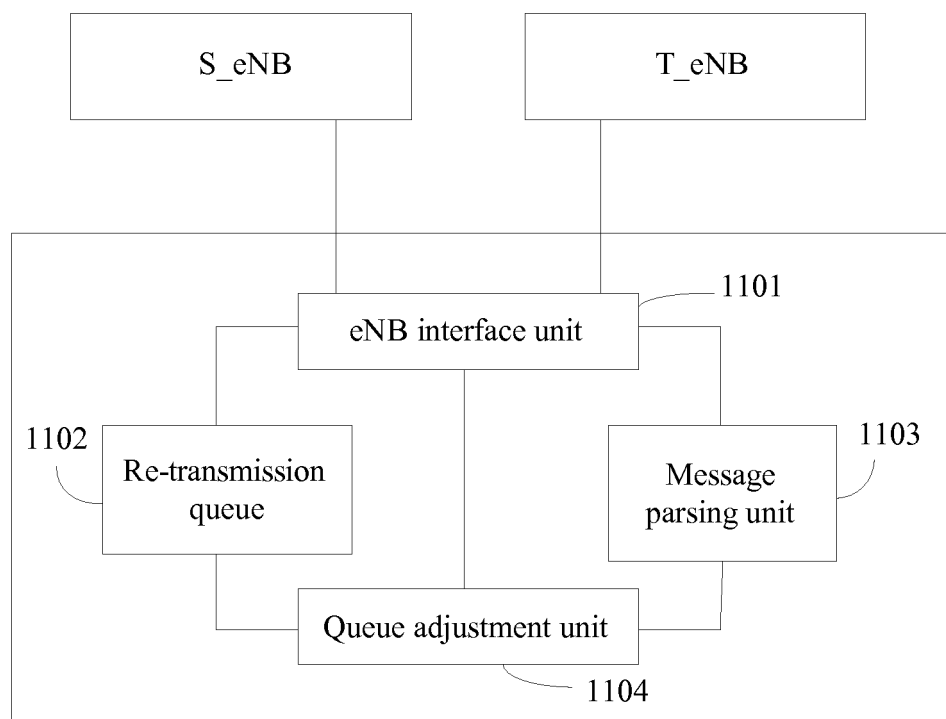 S_eNB
T_eNB
1101
eNB interface unit
1102
Re-transmission
queue
1103
Message
parsing unit
Queue adjustment unit
1104